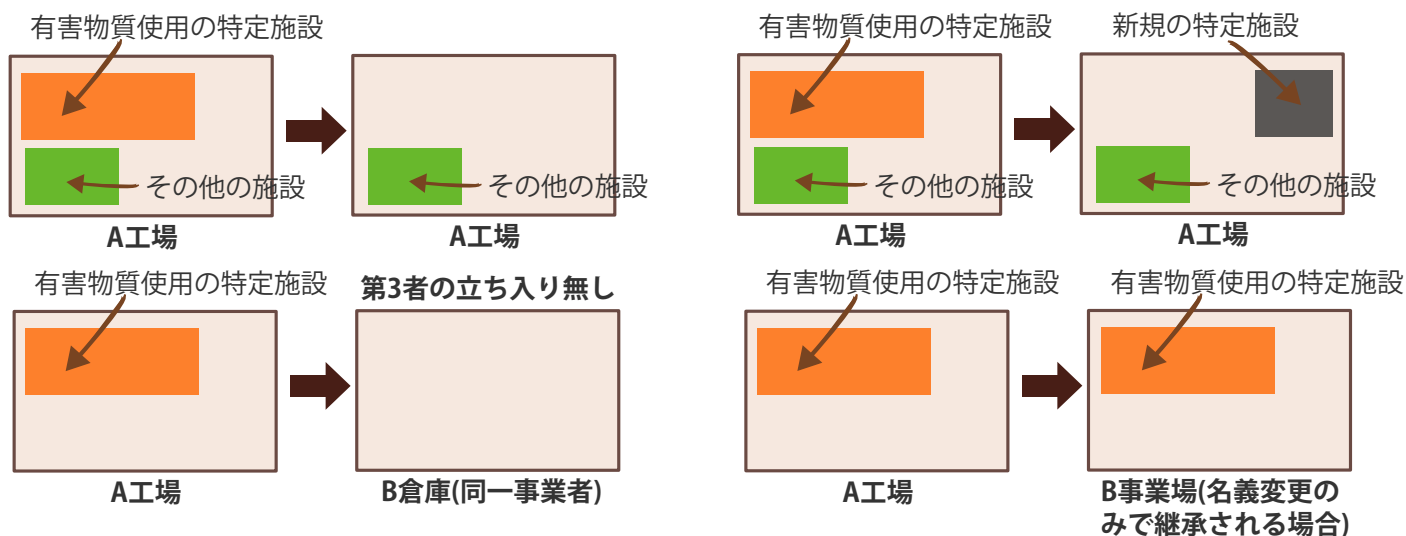 有害物質使用の特定施設
その他の施設
その他の施設
A工場
A工場
有害物質使用の特定施設
新規の特定施設
その他の施設
その他の施設
A工場
A工場
有害物質使用の特定施設
第3者の立ち入り無し
A工場
B倉庫(同一事業者)
有害物質使用の特定施設
有害物質使用の特定施設
A工場
B事業場(名義変更の
みで継承される場合)